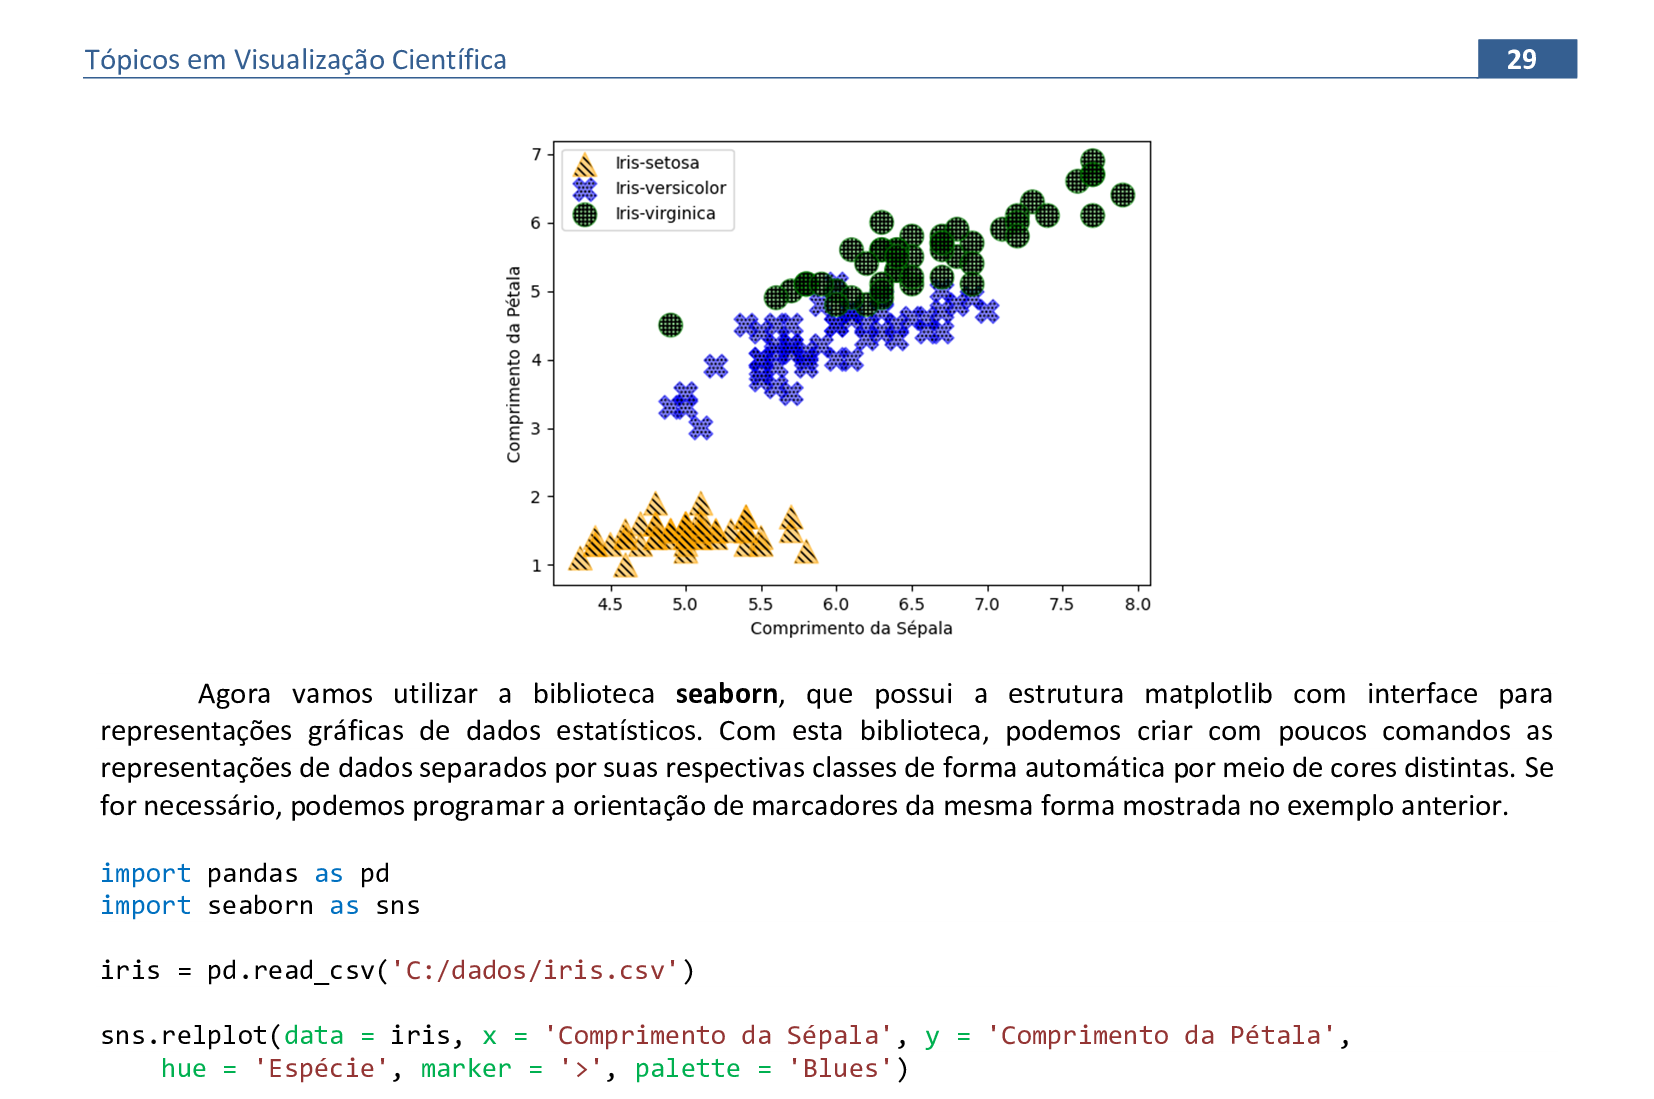 Tópicos em Visualização Científica
29
7
6
5
4
3
2
1
Comprimento da Pétala
Iris-setosa
Iris-versicolor
Iris-virginica
4.5 5.0 5.5 6.0 6.5 7.0 7.5 8.0
Comprimento da Sépala
Agora vamos utilizar a biblioteca seaborn, que possui a estrutura matplotlib com interface para
representações gráficas de dados estatísticos. Com esta biblioteca, podemos criar com poucos comandos as
representações de dados separados por suas respectivas classes de forma automática por meio de cores distintas. Se
for necessário, podemos programar a orientação de marcadores da mesma forma mostrada no exemplo anterior.
import pandas as pd
import seaborn as sns
iris = pd.read_csv('C:/dados/iris.csv')
sns.relplot(data = iris, x = 'Comprimento da Sépala', y = 'Comprimento da Pétala',
    hue = 'Espécie', marker = '>', palette = 'Blues')